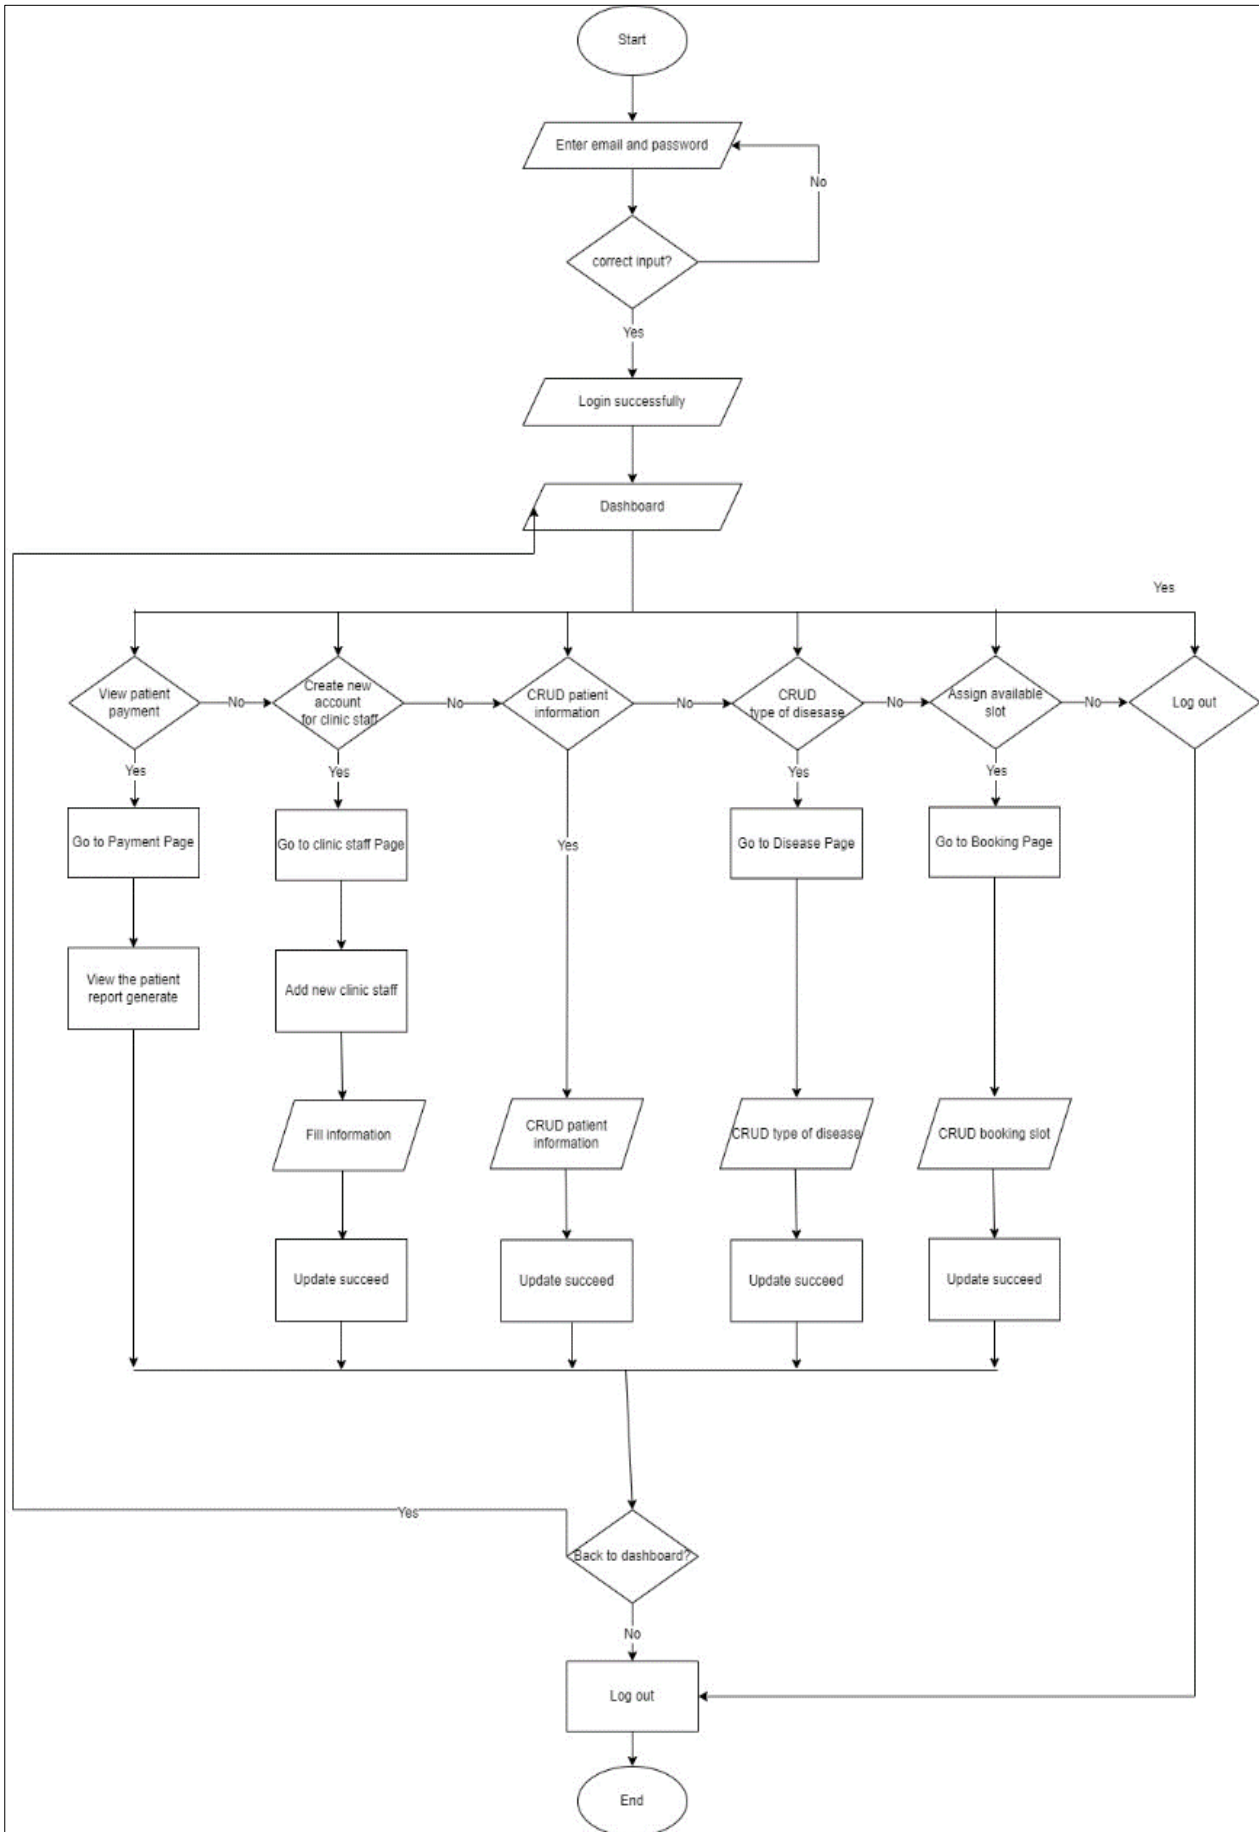 Start
Enter email and password
No
correct input?
Yes
Login successfully
Dashboard
Yes
View patient
payment
No
Create new
account
for clinic staff
No
CRUD patient
information
No
CRUD
type of disesase
No
Assign available
slot
No
Log out
Yes
Yes
Yes
Yes
Yes
Go to Payment Page
Go to clinic staff Page
Go to Disease Page
Go to Booking Page
View the patient
report generate
Add new clinic staff
Fill information
CRUD patient
information
CRUD type of disease
CRUD booking slot
Update succeed
Update succeed
Update succeed
Update succeed
Yes
Back to dashboard?
No
Log out
End